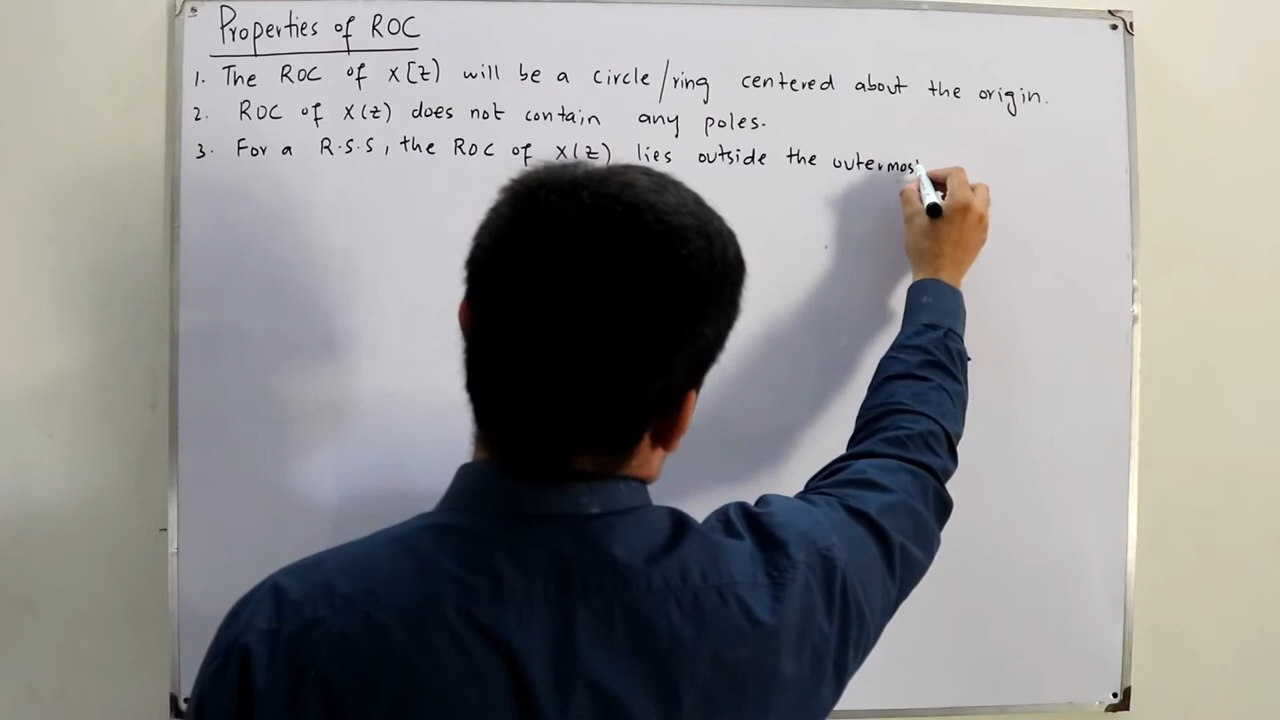 Properties of ROC
1. The ROC of X[z) will be a circle/ring centered about the origin.
2. ROC of X(z) does not contain any poles.
3. For a R.S.S, the ROC of X(z) lies outside the outermost